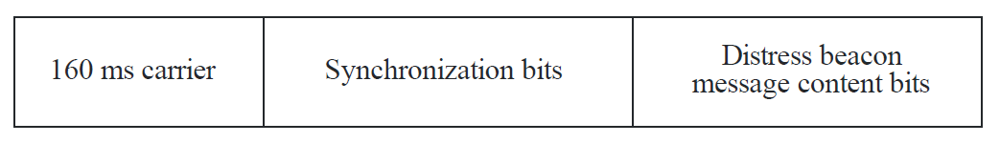 160 ms carrier
Synchronization bits
Distress beacon
message content bits